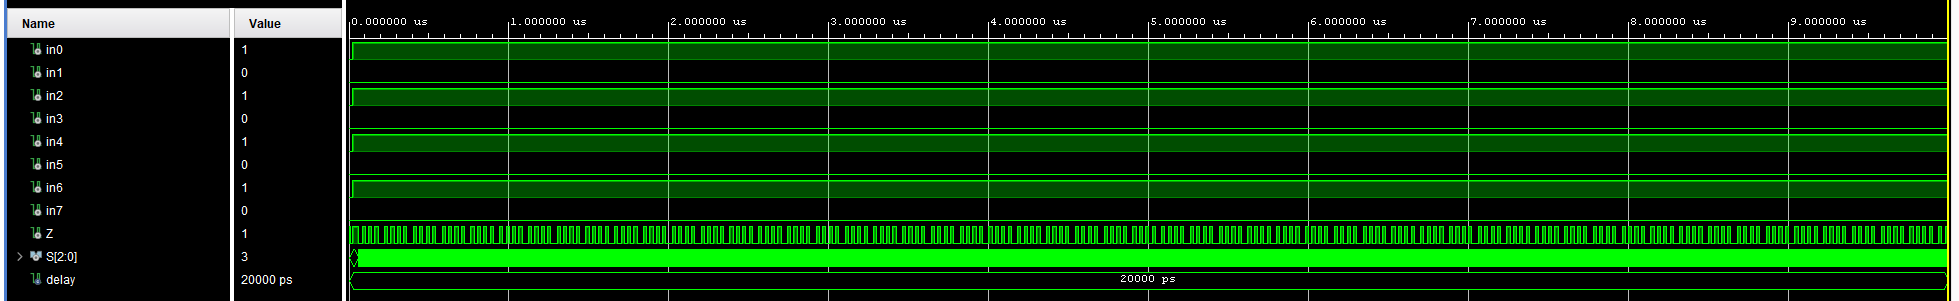 Name Value 0.000000 us 1.000000 us 2.000000 us 3.000000 us 4.000000 us 5.000000 us 6.000000 us 7.000000 us 8.000000 us 9.000000 us
in0 1
in1 0
in2 1
in3 0
in4 1
in5 0
in6 1
in7 0
Z 1
S[2:0] 3
delay 20000 ps 20000 ps